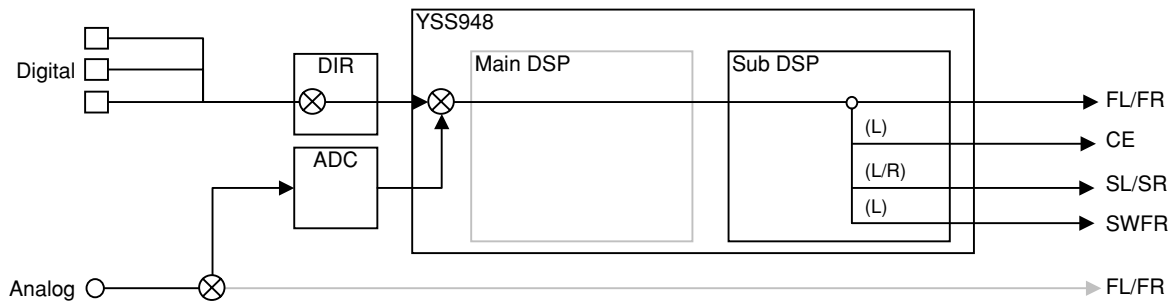 YSS948
DIR
Main DSP
Sub DSP
Digital
FL/FR
(L)
CE
ADC
(L/R)
SL/SR
(L)
SWFR
Analog
FL/FR